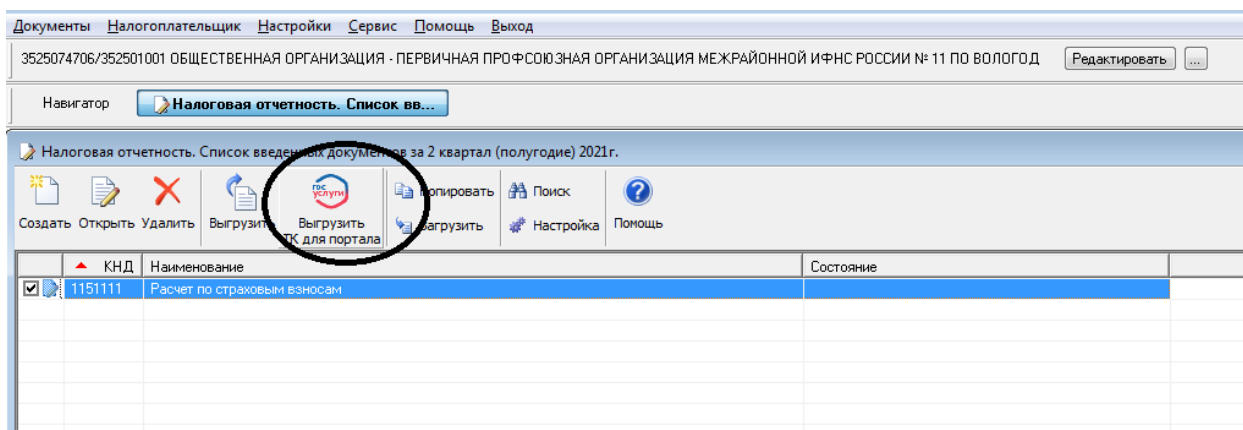 Документы Налогоплательщик Настройки Сервис Помощь Выход
3525074706/352501001 ОБЩЕСТВЕННАЯ ОРГАНИЗАЦИЯ - ПЕРВИЧНАЯ ПРОФСОЮЗНАЯ ОРГАНИЗАЦИЯ МЕЖРАЙОННОЙ ИФНС РОССИИ № 11 ПО ВОЛОГОД Редактировать ...
Навигатор Налоговая отчетность. Список вв...
Налоговая отчетность. Список введенных документов за 2 квартал (полугодие) 2021г.
гос услуги Копировать Поиск
Создать Открыть Удалить Выгрузить Выгрузить ТК для портала Загрузить Настройка Помощь
КНД Наименование Состояние
1151111 Расчет по страховым взносам